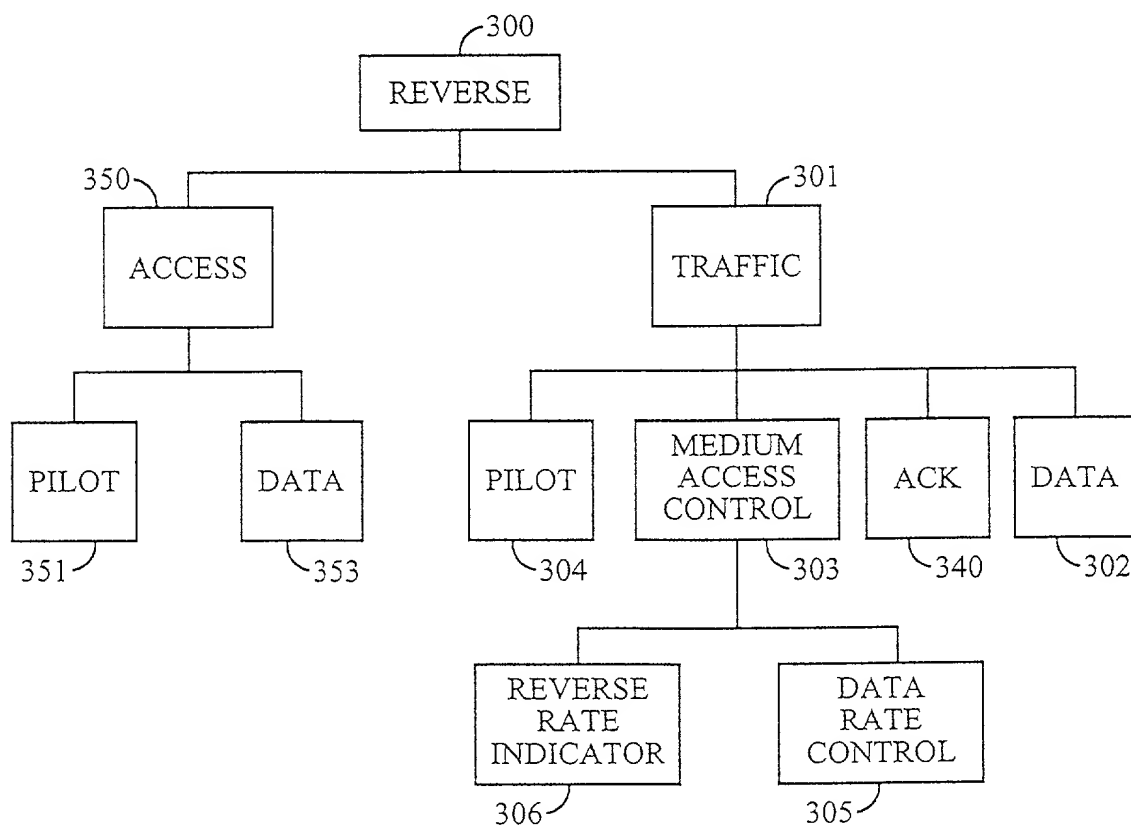 300
REVERSE
350
301
ACCESS
TRAFFIC
PILOT
DATA
PILOT
MEDIUM
ACCESS
CONTROL
ACK
DATA
351
353
304
303
340
302
REVERSE
RATE
INDICATOR
DATA
RATE
CONTROL
306
305